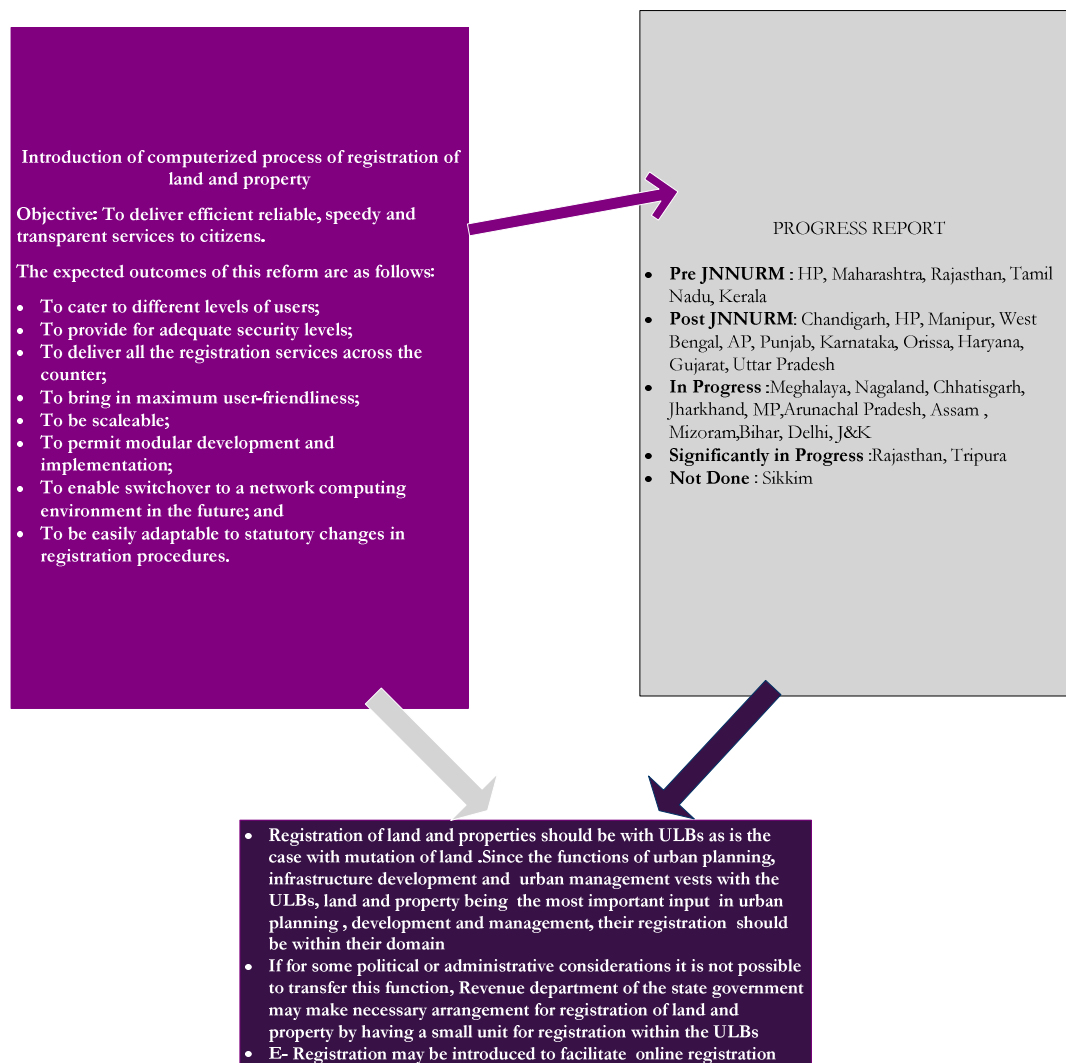 Introduction of computerized process of registration of
land and property
Objective: To deliver efficient reliable, speedy and
transparent services to citizens.
The expected outcomes of this reform are as follows:
• To cater to different levels of users;
• To provide for adequate security levels;
• To deliver all the registration services across the
counter;
• To bring in maximum user-friendliness;
• To be scaleable;
• To permit modular development and
implementation;
• To enable switchover to a network computing
environment in the future; and
• To be easily adaptable to statutory changes in
registration procedures.
PROGRESS REPORT
• Pre JNNURM : HP, Maharashtra, Rajasthan, Tamil
Nadu, Kerala
• Post JNNURM: Chandigarh, HP, Manipur, West
Bengal, AP, Punjab, Karnataka, Orissa, Haryana,
Gujarat, Uttar Pradesh
• In Progress :Meghalaya, Nagaland, Chhatisgarh,
Jharkhand, MP,Arunachal Pradesh, Assam ,
Mizoram,Bihar, Delhi, J&K
• Significantly in Progress :Rajasthan, Tripura
• Not Done : Sikkim
• Registration of land and properties should be with ULBs as is the
case with mutation of land .Since the functions of urban planning,
infrastructure development and urban management vests with the
ULBs, land and property being the most important input in urban
planning , development and management, their registration should
be within their domain
• If for some political or administrative considerations it is not possible
to transfer this function, Revenue department of the state government
may make necessary arrangement for registration of land and
property by having a small unit for registration within the ULBs
• E- Registration may be introduced to facilitate online registration